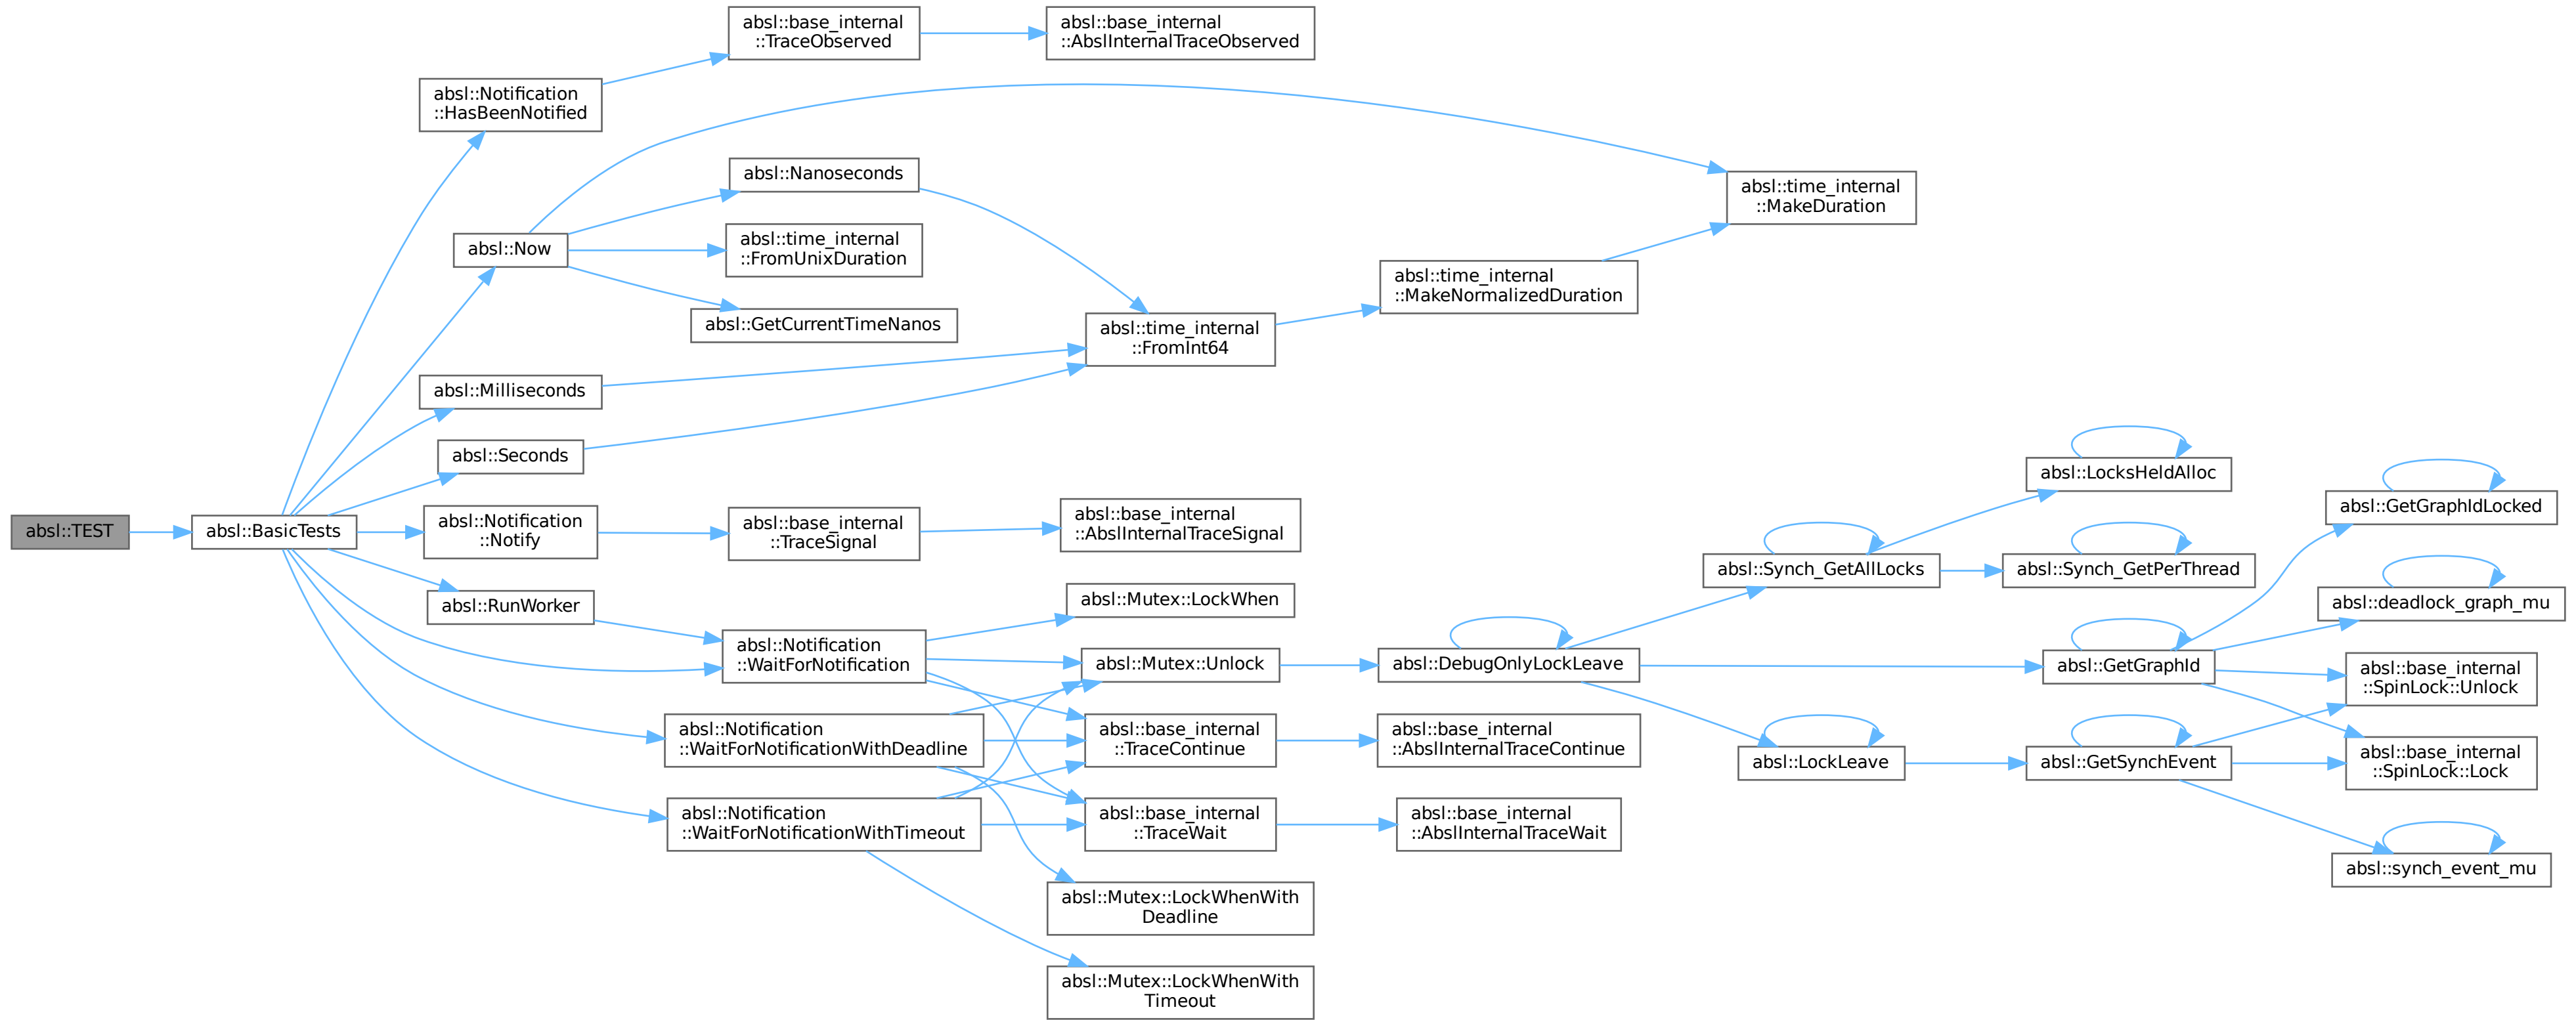 absl::TEST
absl::BasicTests
absl::Notification
::HasBeenNotified
absl::base_internal
::TraceObserved
absl::base_internal
::AbslInternalTraceObserved
absl::Now
absl::Nanoseconds
absl::time_internal
::FromUnixDuration
absl::GetCurrentTimeNanos
absl::time_internal
::FromInt64
absl::time_internal
::MakeNormalizedDuration
absl::time_internal
::MakeDuration
absl::Milliseconds
absl::Seconds
absl::Notification
::Notify
absl::base_internal
::TraceSignal
absl::base_internal
::AbslInternalTraceSignal
absl::RunWorker
absl::Notification
::WaitForNotification
absl::Notification
::WaitForNotificationWithDeadline
absl::Notification
::WaitForNotificationWithTimeout
absl::Mutex::LockWhen
absl::Mutex::Unlock
absl::base_internal
::TraceContinue
absl::base_internal
::TraceWait
absl::Mutex::LockWhenWith
Deadline
absl::Mutex::LockWhenWith
Timeout
absl::DebugOnlyLockLeave
absl::base_internal
::AbslInternalTraceContinue
absl::base_internal
::AbslInternalTraceWait
absl::Synch_GetAllLocks
absl::LockLeave
absl::LocksHeldAlloc
absl::Synch_GetPerThread
absl::GetGraphId
absl::GetSynchEvent
absl::GetGraphIdLocked
absl::deadlock_graph_mu
absl::base_internal
::SpinLock::Unlock
absl::base_internal
::SpinLock::Lock
absl::synch_event_mu